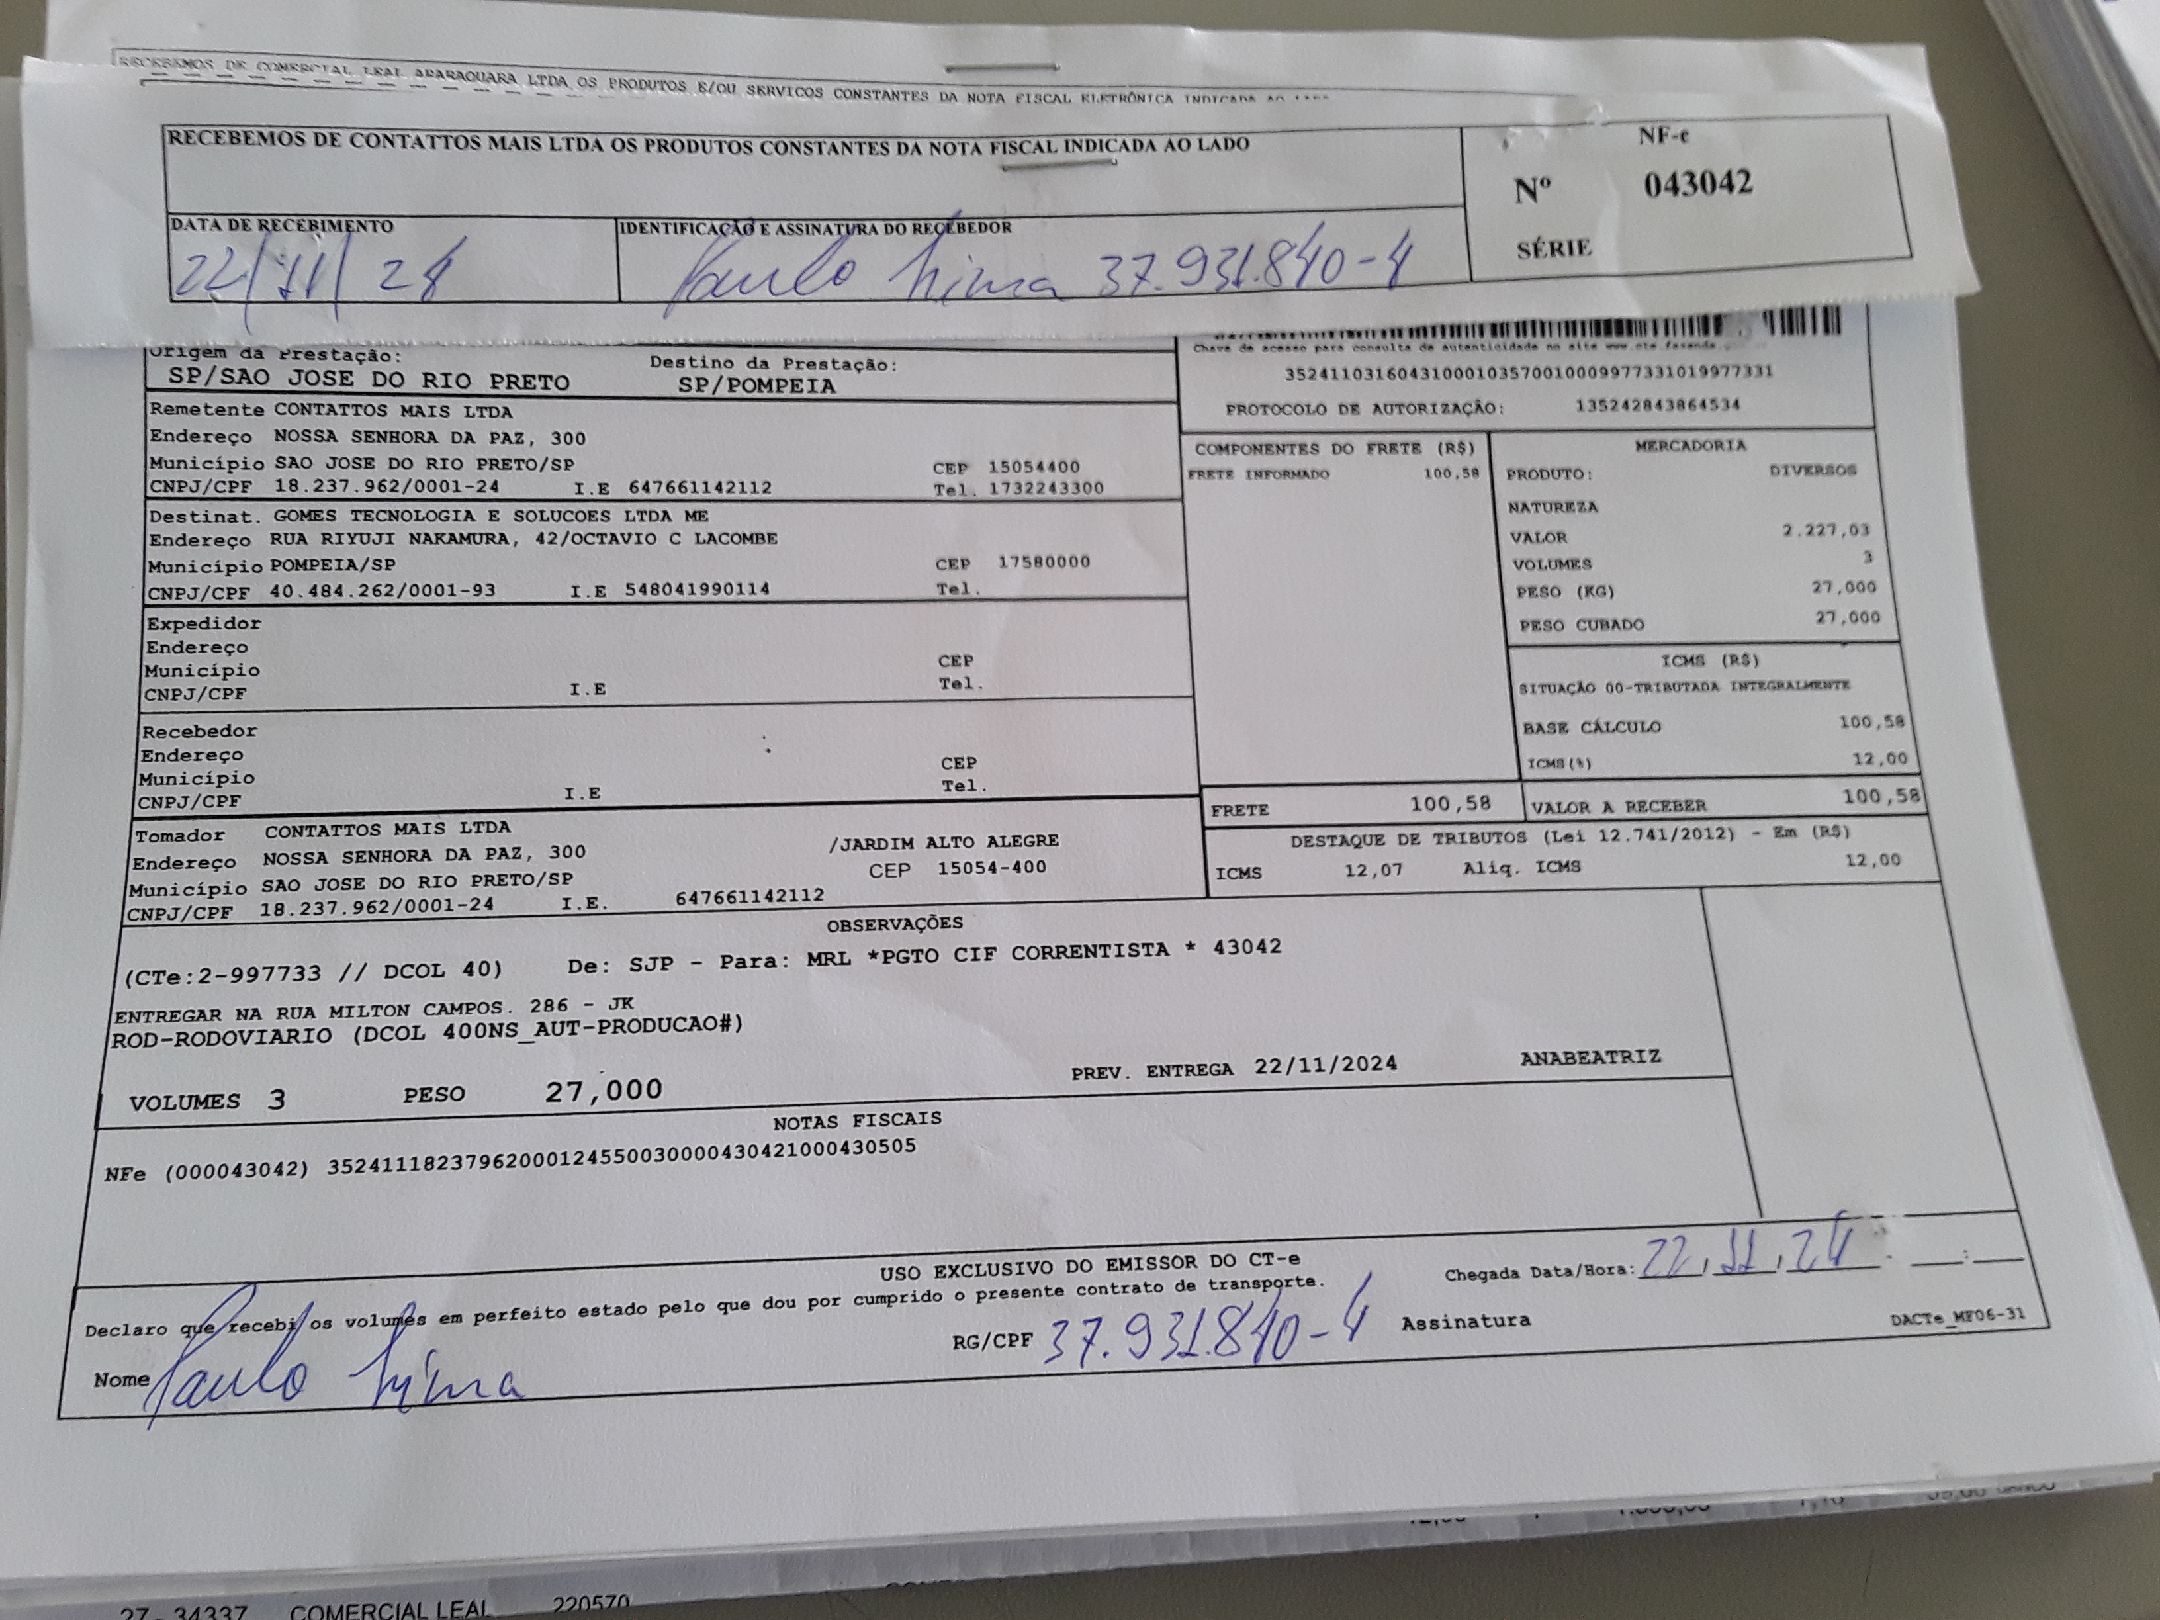 RECEBEMOS DE COMERCIAL LEAL ARARAQUARA LTDA OS PRODUTOS E/OU SERVICOS CONSTANTES DA NOTA FISCAL ELETRÔNICA INDICADA AO
RECEBEMOS DE CONTATTOS MAIS LTDA OS PRODUTOS CONSTANTES DA NOTA FISCAL INDICADA AO LADO
NF-e
Nº 043042
SÉRIE
DATA DE RECEBIMENTO
22/11/24
IDENTIFICAÇÃO E ASSINATURA DO RECEBEDOR
Paulo Lima 37.931.840-4
Origem da Prestação:
SP/SAO JOSE DO RIO PRETO
Destino da Prestação:
SP/POMPEIA
Chave de acesso para consulta de autenticidade no site www.cte.fazenda.
35241103160431000103570010009977331019977331
PROTOCOLO DE AUTORIZAÇÃO: 135242843864534
Remetente CONTATTOS MAIS LTDA
Endereço NOSSA SENHORA DA PAZ, 300
Município SAO JOSE DO RIO PRETO/SP CEP 15054400
CNPJ/CPF 18.237.962/0001-24 I.E 647661142112 Tel. 1732243300
Destinat. GOMES TECNOLOGIA E SOLUCOES LTDA ME
Endereço RUA RIYUJI NAKAMURA, 42/OCTAVIO C LACOMBE
Município POMPEIA/SP CEP 17580000
CNPJ/CPF 40.484.262/0001-93 I.E 548041990114 Tel.
Expedidor
Endereço
Município CEP
CNPJ/CPF I.E Tel.
Recebedor
Endereço
Município CEP
CNPJ/CPF I.E Tel.
Tomador CONTATTOS MAIS LTDA
Endereço NOSSA SENHORA DA PAZ, 300 /JARDIM ALTO ALEGRE
Município SAO JOSE DO RIO PRETO/SP CEP 15054-400
CNPJ/CPF 18.237.962/0001-24 I.E. 647661142112
COMPONENTES DO FRETE (R$)
FRETE INFORMADO 100,58
MERCADORIA
PRODUTO: DIVERSOS
NATUREZA
VALOR 2.227,03
VOLUMES 3
PESO (KG) 27,000
PESO CUBADO 27,000
ICMS (R$)
SITUAÇÃO 00-TRIBUTADA INTEGRALMENTE
BASE CÁLCULO 100,58
ICMS(%) 12,00
FRETE 100,58 VALOR A RECEBER 100,58
DESTAQUE DE TRIBUTOS (Lei 12.741/2012) - Em (R$)
ICMS 12,07 Aliq. ICMS 12,00
OBSERVAÇÕES
(CTe:2-997733 // DCOL 40) De: SJP - Para: MRL *PGTO CIF CORRENTISTA * 43042
ENTREGAR NA RUA MILTON CAMPOS. 286 - JK
ROD-RODOVIARIO (DCOL 400NS_AUT-PRODUCAO#)
PREV. ENTREGA 22/11/2024 ANABEATRIZ
VOLUMES 3 PESO 27,000
NOTAS FISCAIS
NFe (000043042) 35241118237962000124550030000430421000430505
USO EXCLUSIVO DO EMISSOR DO CT-e
Declaro que recebi os volumes em perfeito estado pelo que dou por cumprido o presente contrato de transporte.
Chegada Data/Hora: 22,11,24 :
Nome Paulo Lima RG/CPF 37.931.840-4 Assinatura
DACTe_MF06-31
27 - 34337 COMERCIAL LEAL 220570